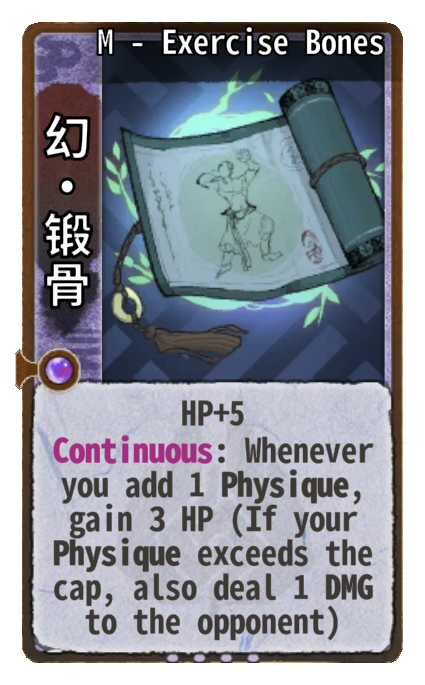 M - Exercise Bones
幻·锻骨
HP+5
Continuous: Whenever
you add 1 Physique,
gain 3 HP (If your
Physique exceeds the
cap, also deal 1 DMG
to the opponent)